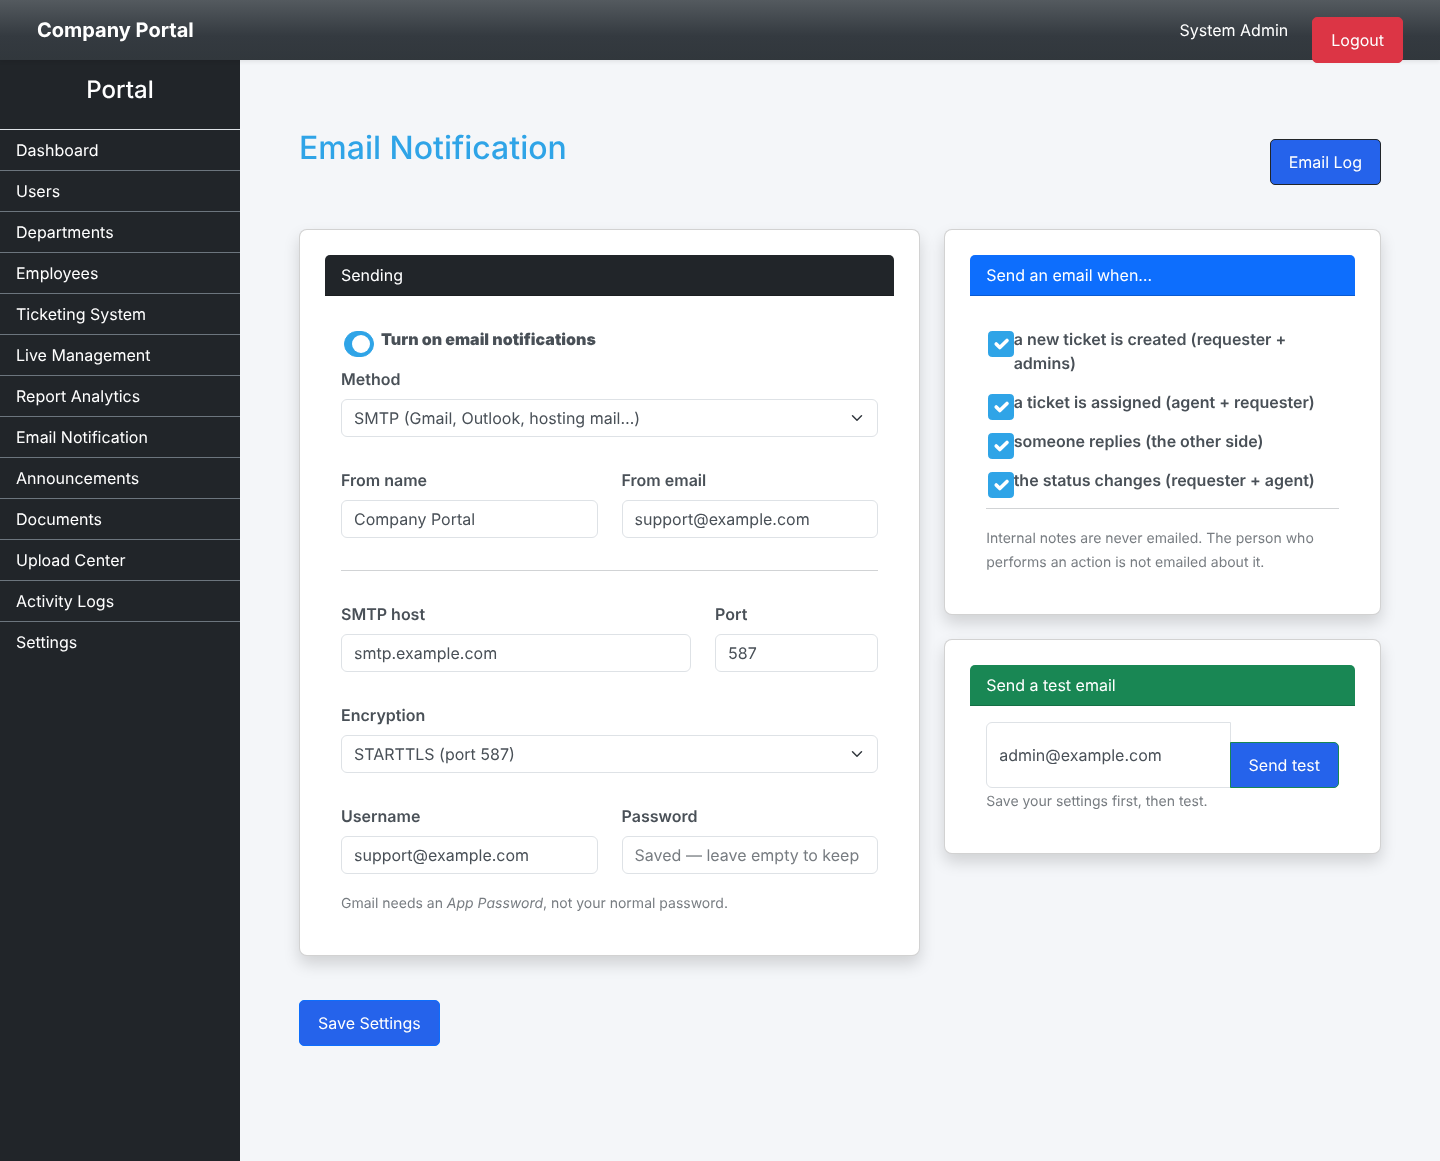 Company Portal
System Admin
Logout
Portal
Dashboard
Users
Departments
Employees
Ticketing System
Live Management
Report Analytics
Email Notification
Announcements
Documents
Upload Center
Activity Logs
Settings
Email Notification
Email Log
Sending
Turn on email notifications
Method
SMTP (Gmail, Outlook, hosting mail...)
From name
From email
Company Portal
support@example.com
SMTP host
Port
smtp.example.com
587
Encryption
STARTTLS (port 587)
Username
Password
support@example.com
Saved — leave empty to keep
Gmail needs an App Password, not your normal password.
Save Settings
Send an email when...
a new ticket is created (requester +
admins)
a ticket is assigned (agent + requester)
someone replies (the other side)
the status changes (requester + agent)
Internal notes are never emailed. The person who
performs an action is not emailed about it.
Send a test email
admin@example.com
Send test
Save your settings first, then test.